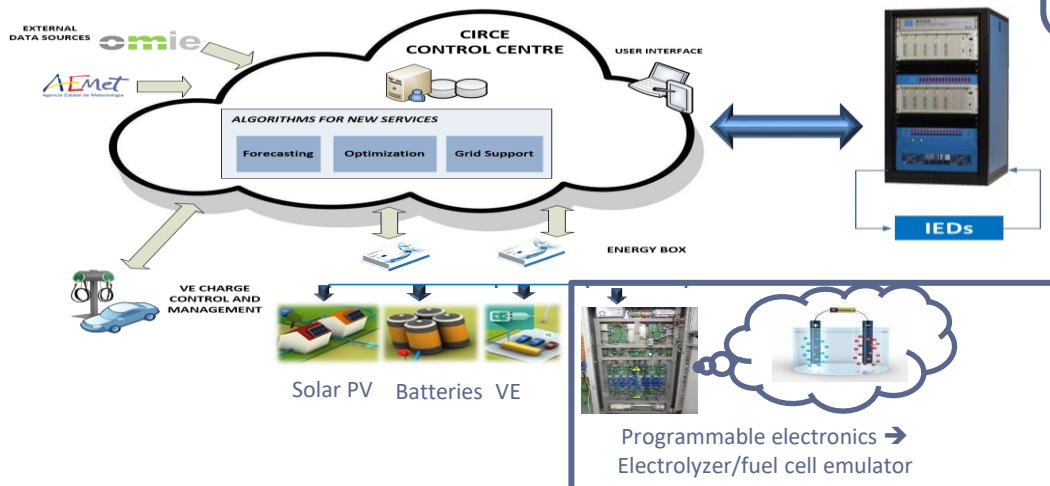 EXTERNAL
DATA SOURCES
omie
AEMet
Agencia Estatal de Meteorología
CIRCE
CONTROL CENTRE
USER INTERFACE
ALGORITHMS FOR NEW SERVICES
Forecasting
Optimization
Grid Support
IEDs
ENERGY BOX
VE CHARGE
CONTROL AND
MANAGEMENT
Solar PV
Batteries
VE
Programmable electronics ➔
Electrolyzer/fuel cell emulator